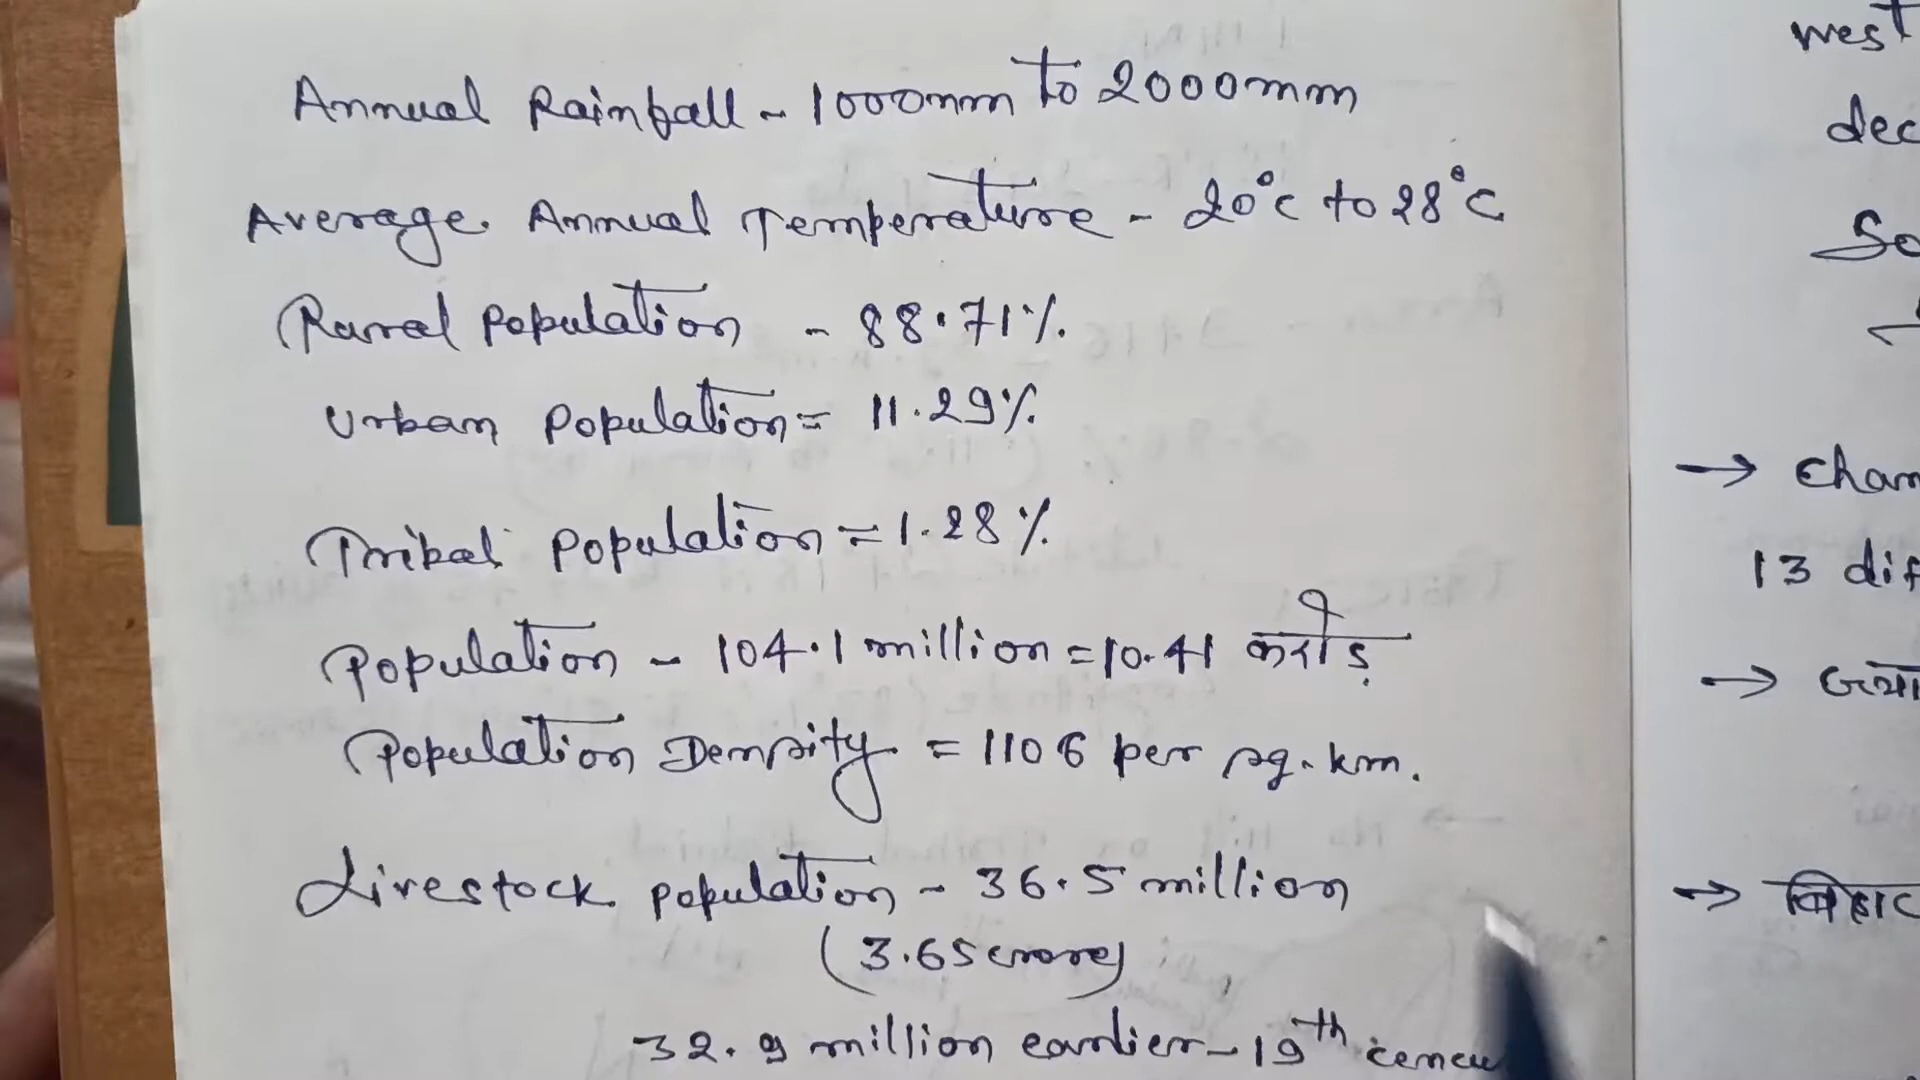 Annual Rainfall - 1000mm to 2000mm
Average Annual Temperature - 20°C to 28°C
Rural Population - 88.71%
Urban Population = 11.29%
Tribal Population = 1.28%
Population - 104.1 million = 10.41 करोड़
Population Density = 1106 per sq. km.
Livestock population - 36.5 million
(3.65 crore)
32.9 million earlier - 19th
west
dec
So
→ Cham
13 dif
→
→ बिहार